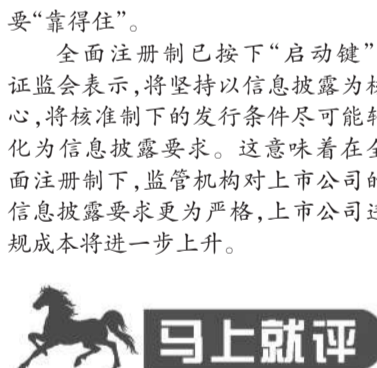 要“靠得住”。
全面注册制已按下“启动键”
证监会表示,将坚持以信息披露为核
心,将核准制下的发行条件尽可能转
化为信息披露要求。这意味着在全
面注册制下,监管机构对上市公司的
信息披露要求更为严格,上市公司违
规成本将进一步上升。
马上就评